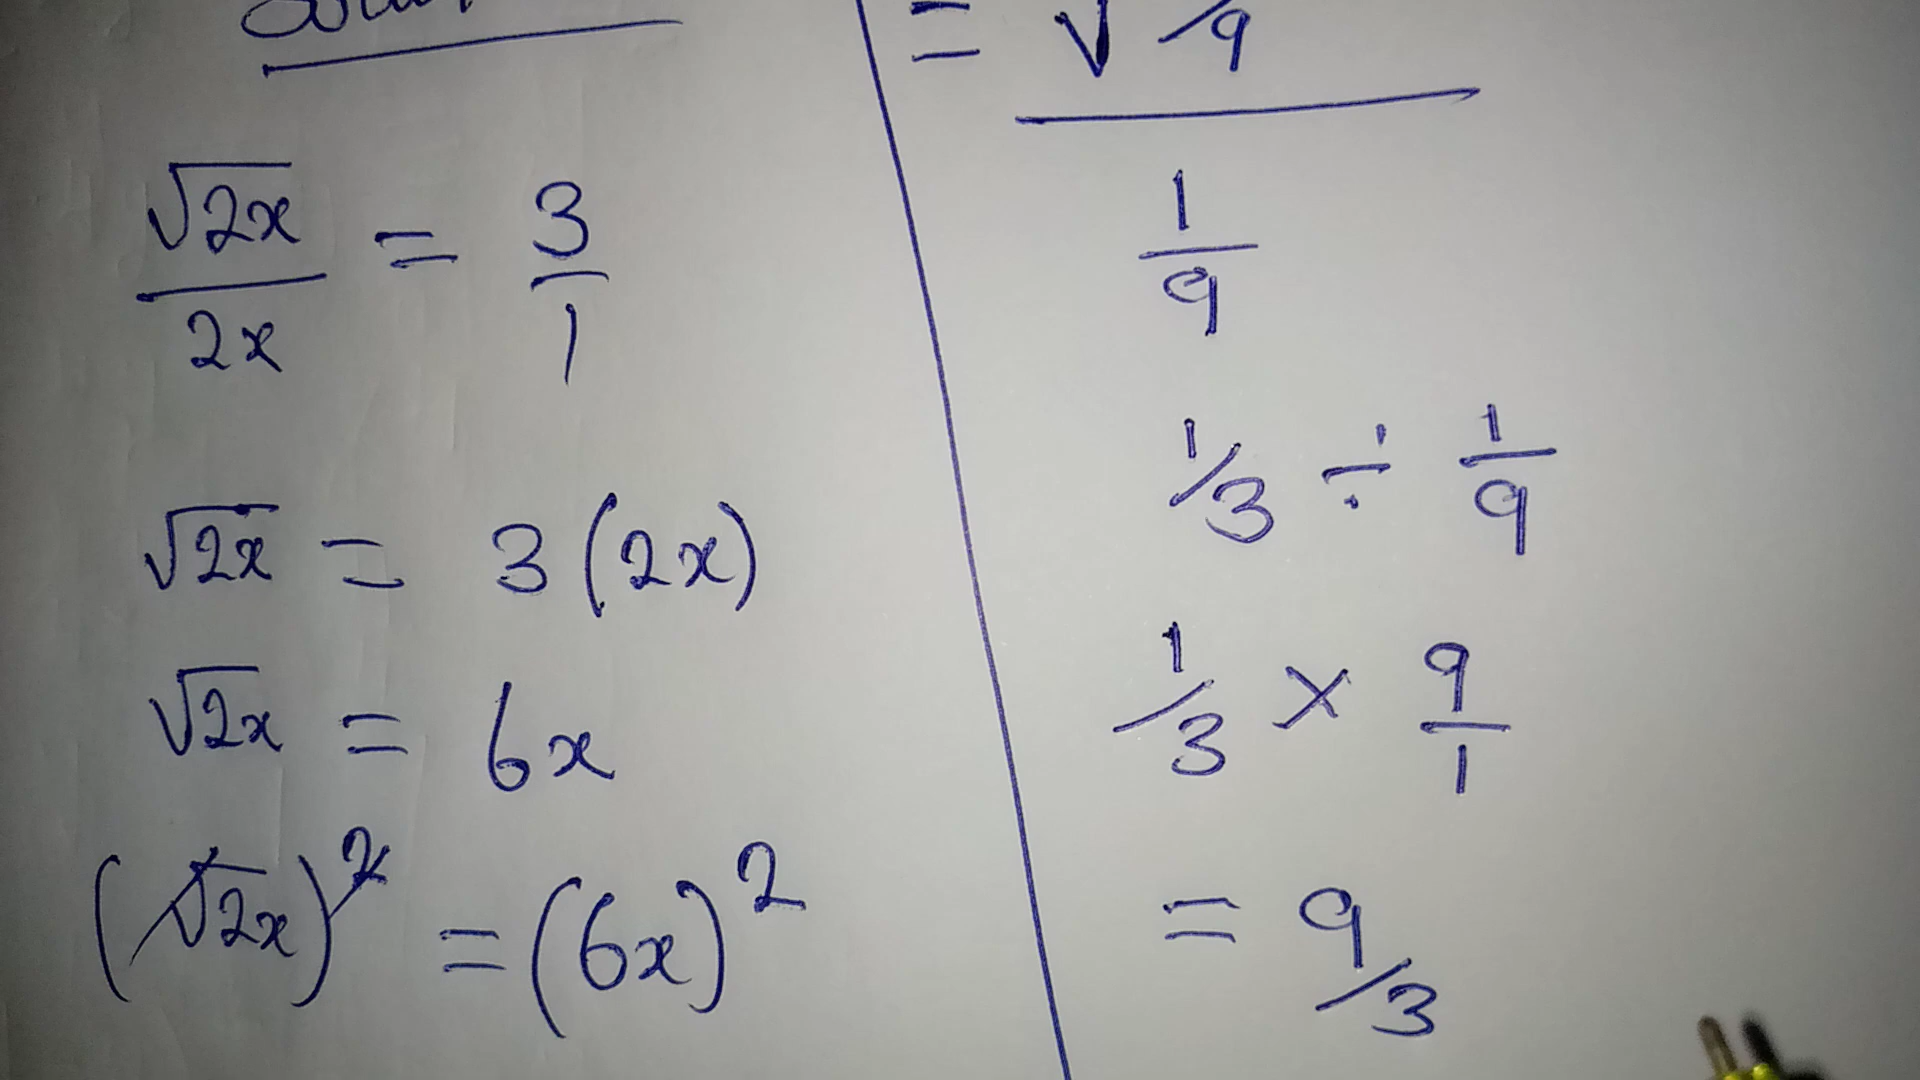 √2x / 2x = 3 / 1
√2x = 3(2x)
√2x = 6x
(√2x)² = (6x)²
= √1/9
1/9
1/3 ÷ 1/9
1/3 × 9/1
= 9/3